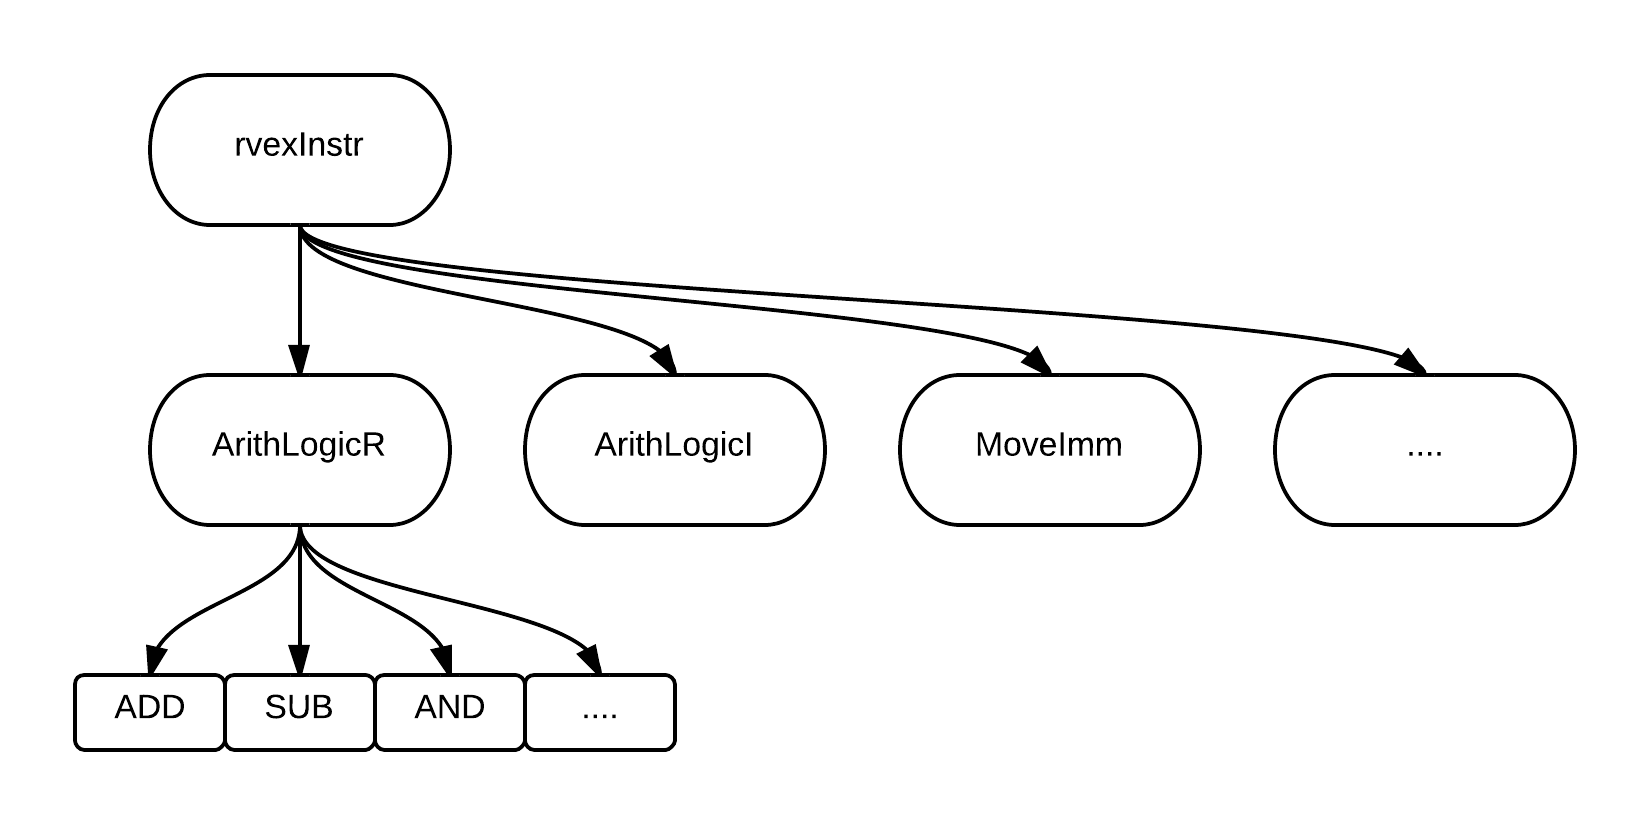 rvexInstr
ArithLogicR
ArithLogicI
MoveImm
....
ADD
SUB
AND
....